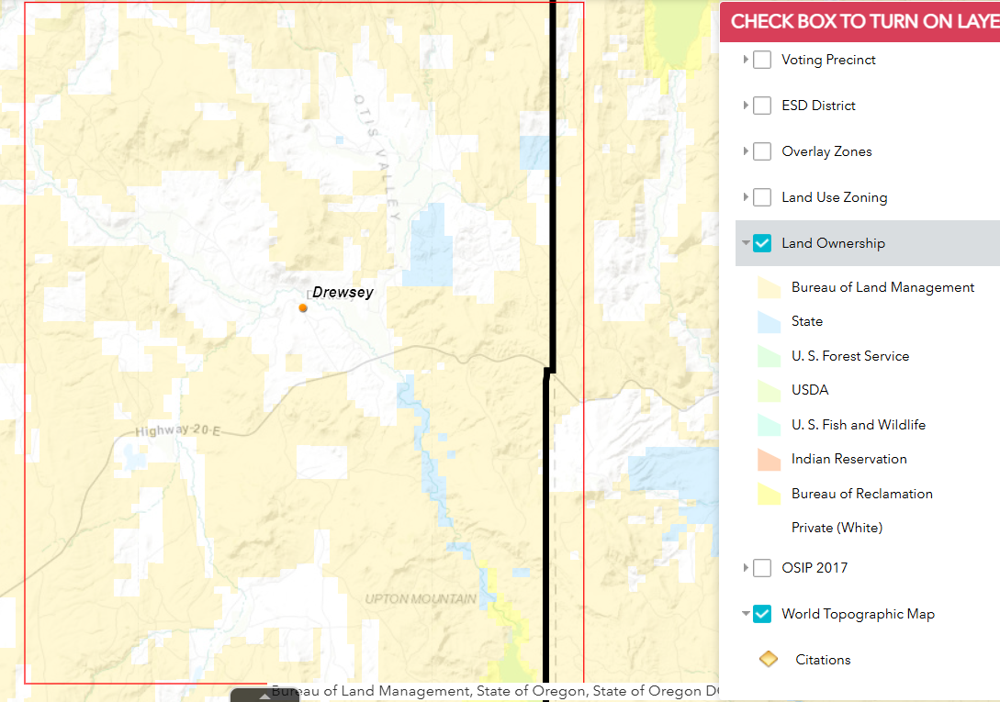 CHECK BOX TO TURN ON LAYE
Voting Precinct
ESD District
Overlay Zones
Land Use Zoning
Land Ownership
Bureau of Land Management
State
U. S. Forest Service
USDA
U. S. Fish and Wildlife
Indian Reservation
Bureau of Reclamation
Private (White)
OSIP 2017
World Topographic Map
Citations
OTIS VALLEY
Drewsey
Highway 20 E
UPTON MOUNTAIN
Bureau of Land Management, State of Oregon, State of Oregon DO